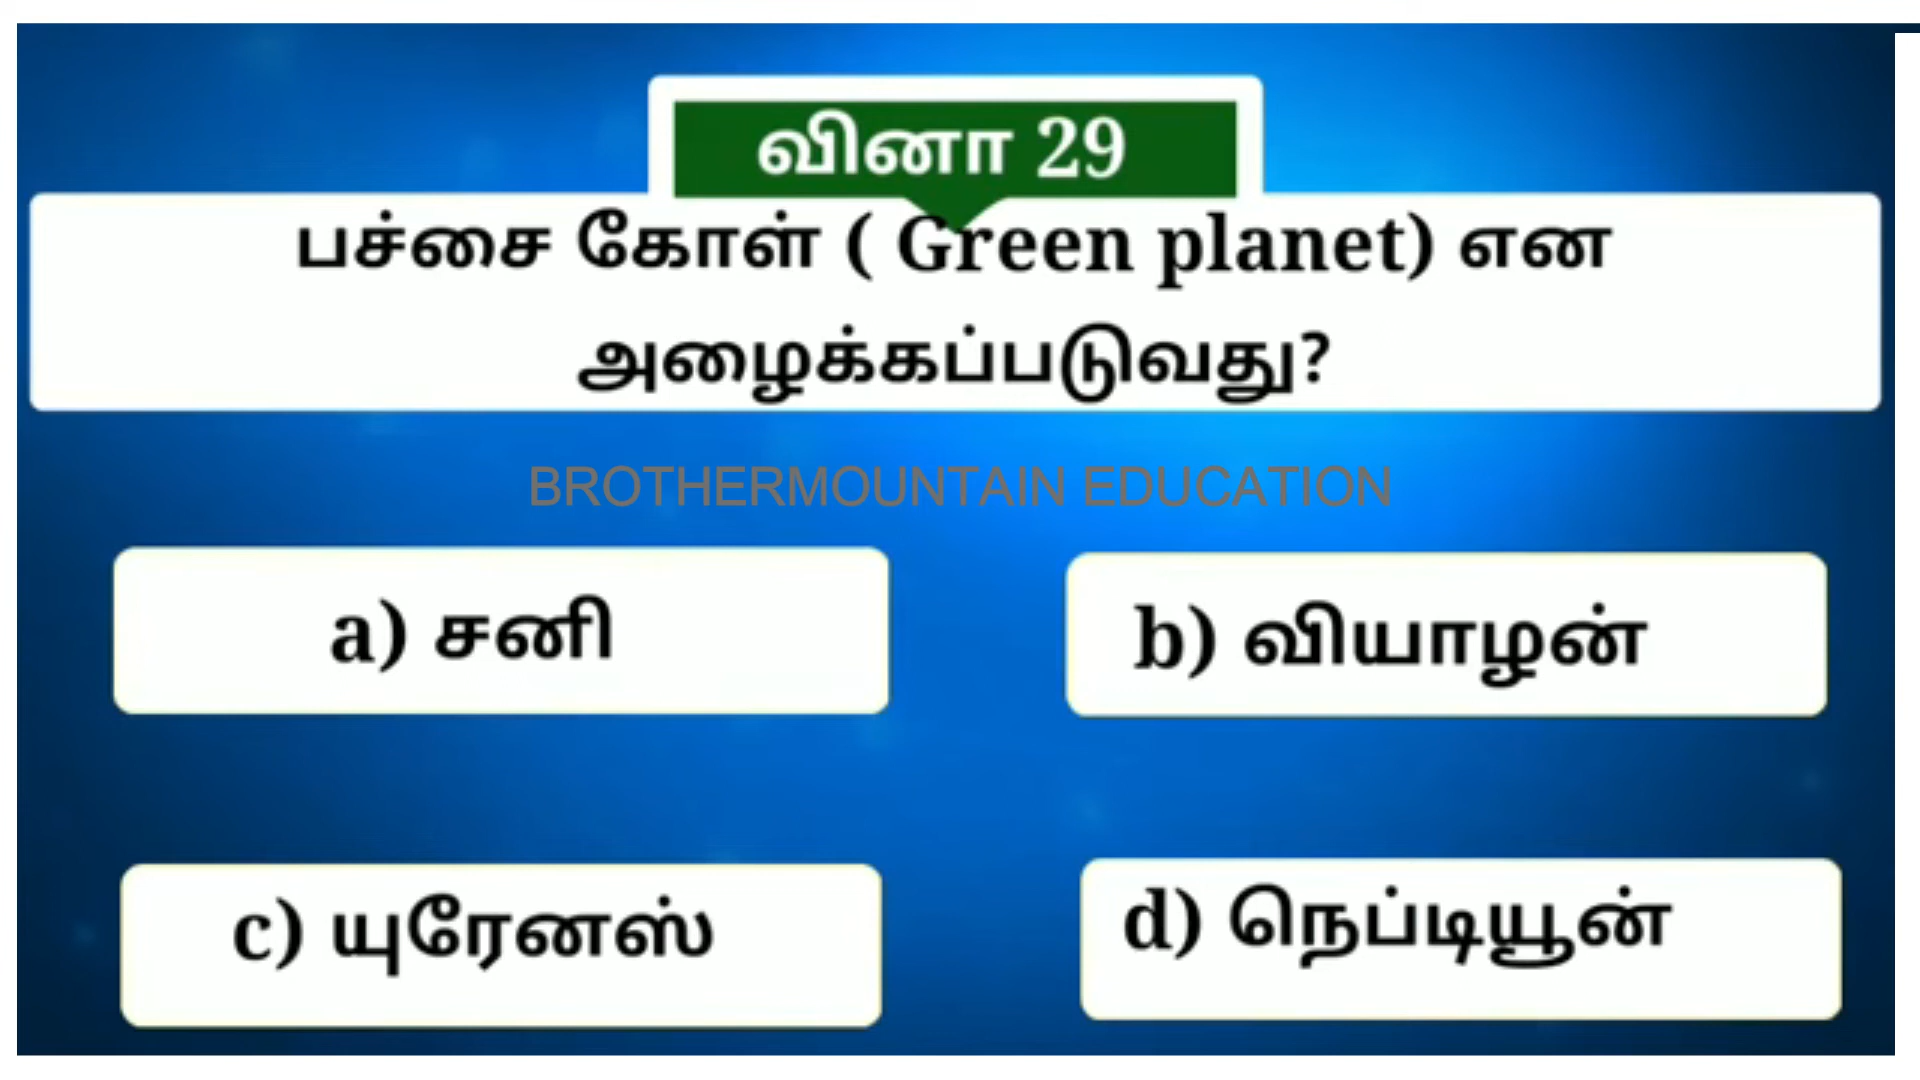 வினா 29
பச்சை கோள் ( Green planet) என
அழைக்கப்படுவது?
BROTHERMOUNTAIN EDUCATION
a) சனி
b) வியாழன்
c) யுரேனஸ்
d) நெப்டியூன்